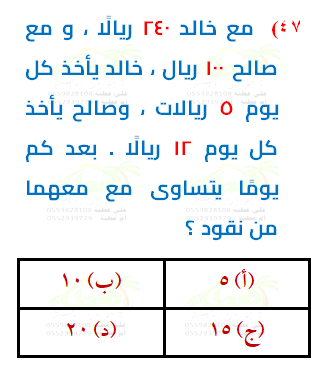 ٤٧) مع خالد ٢٤٠ ريالًا ، و مع
صالح ١٠٠ ريال ، خالد يأخذ كل
يوم ٥ ريالات ، وصالح يأخذ
كل يوم ١٢ ريالًا . بعد كم
يومًا يتساوى مع معهما
من نقود ؟
(أ) ٥
(ب) ١٠
(ج) ١٥
(د) ٢٠